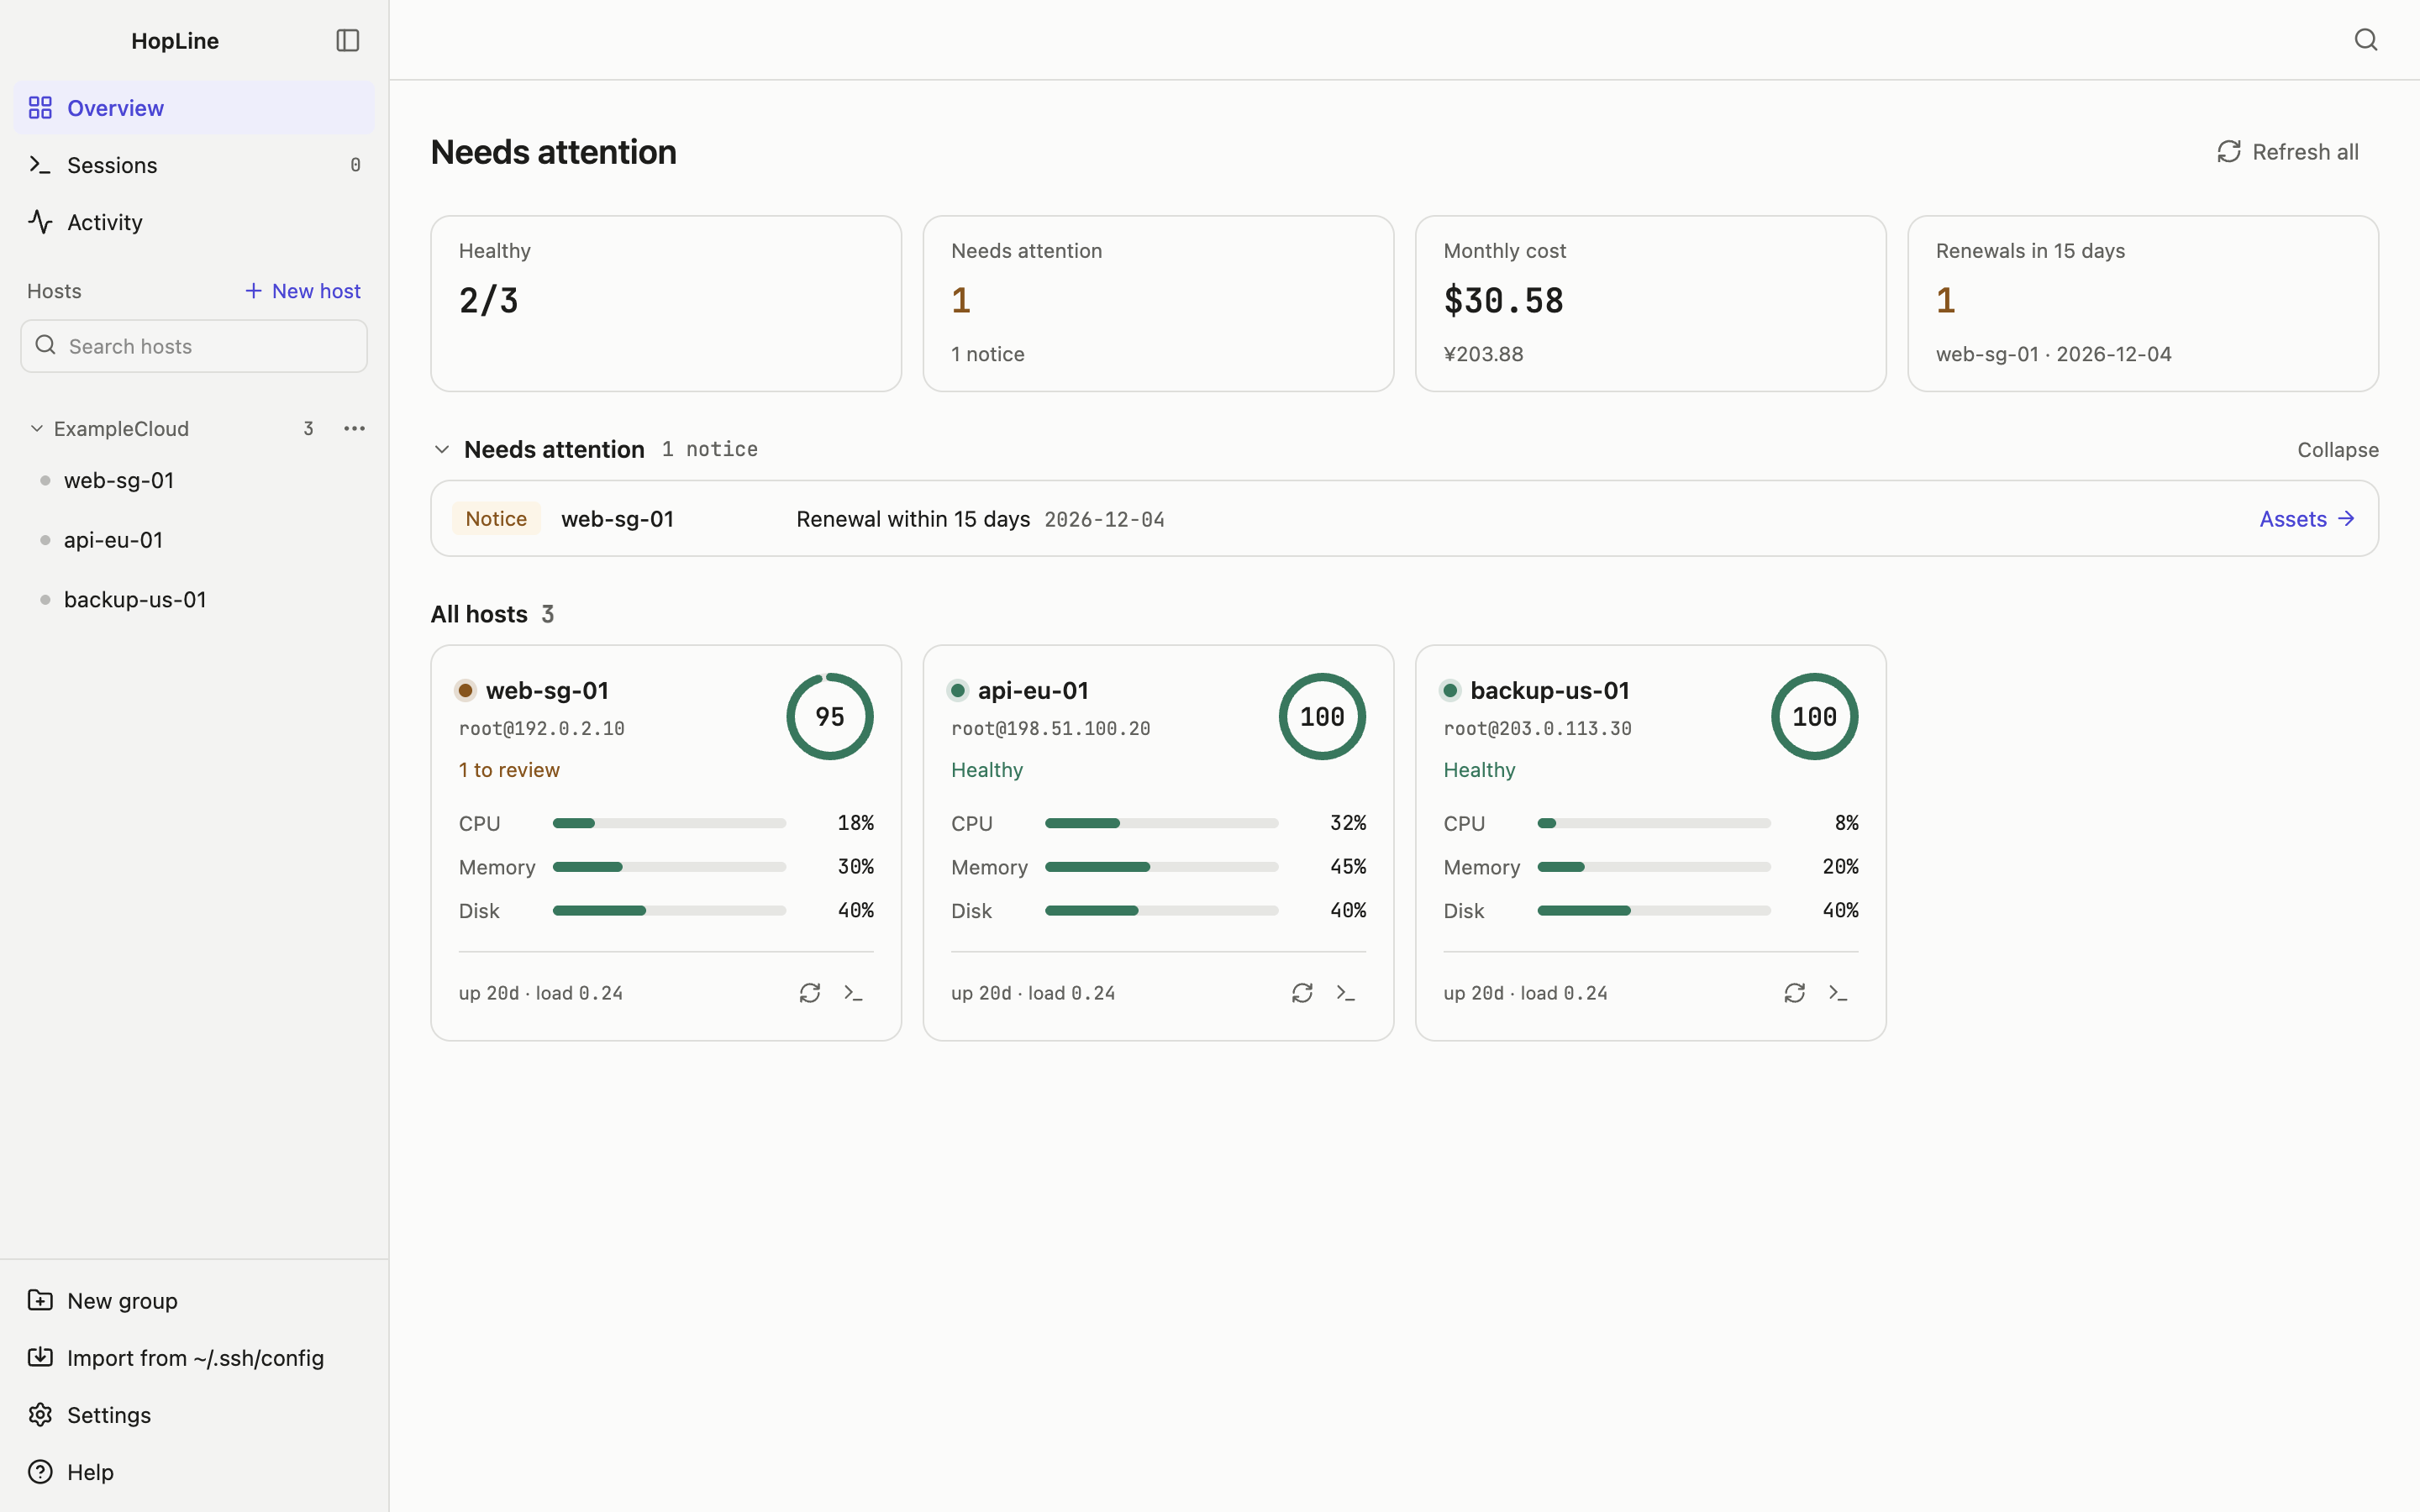 HopLine
Overview
Sessions 0
Activity
Hosts + New host
Search hosts
ExampleCloud 3
web-sg-01
api-eu-01
backup-us-01
New group
Import from ~/.ssh/config
Settings
Help
Needs attention Refresh all
Healthy
2/3
Needs attention
1
1 notice
Monthly cost
$30.58
¥203.88
Renewals in 15 days
1
web-sg-01 · 2026-12-04
Needs attention 1 notice Collapse
Notice web-sg-01 Renewal within 15 days 2026-12-04 Assets →
All hosts 3
web-sg-01
root@192.0.2.10
95
1 to review
CPU 18%
Memory 30%
Disk 40%
up 20d · load 0.24
api-eu-01
root@198.51.100.20
100
Healthy
CPU 32%
Memory 45%
Disk 40%
up 20d · load 0.24
backup-us-01
root@203.0.113.30
100
Healthy
CPU 8%
Memory 20%
Disk 40%
up 20d · load 0.24